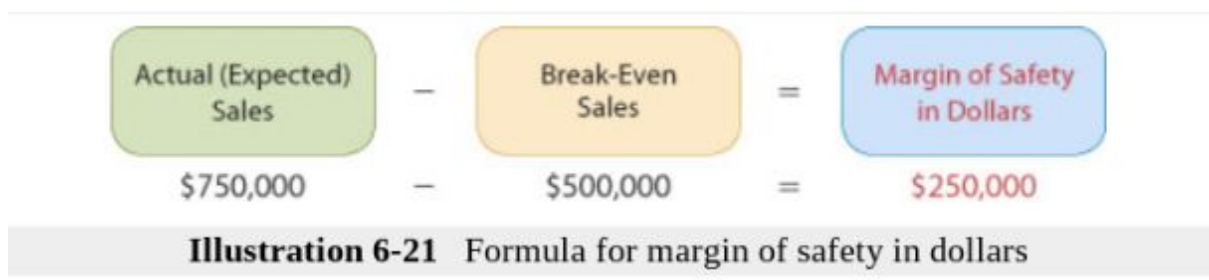 Actual (Expected)
Sales
−
Break-Even
Sales
=
Margin of Safety
in Dollars
$750,000 − $500,000 = $250,000
Illustration 6-21 Formula for margin of safety in dollars